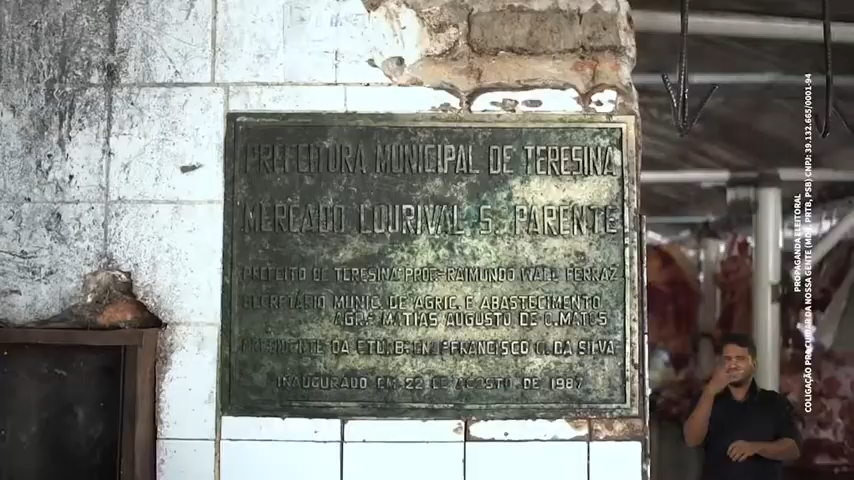 PREFEITURA MUNICIPAL DE TERESINA
MERCADO LOURIVAL S. PARENTE
PREFEITO DE TERESINA PROF. RAIMUNDO WALL FERRAZ
SECRETÁRIO MUNIC. DE AGRIC. E ABASTECIMENTO
AGRº MATIAS AUGUSTO DE O. MATOS
PRESIDENTE DA ETURB ENGº FRANCISCO DA SILVA
INAUGURADO EM 22 DE AGOSTO DE 1987
PROPAGANDA ELEITORAL
COLIGAÇÃO PRA CUIDAR DA NOSSA GENTE PRTB, PSB) CNPJ: 39.132.665/0001-94